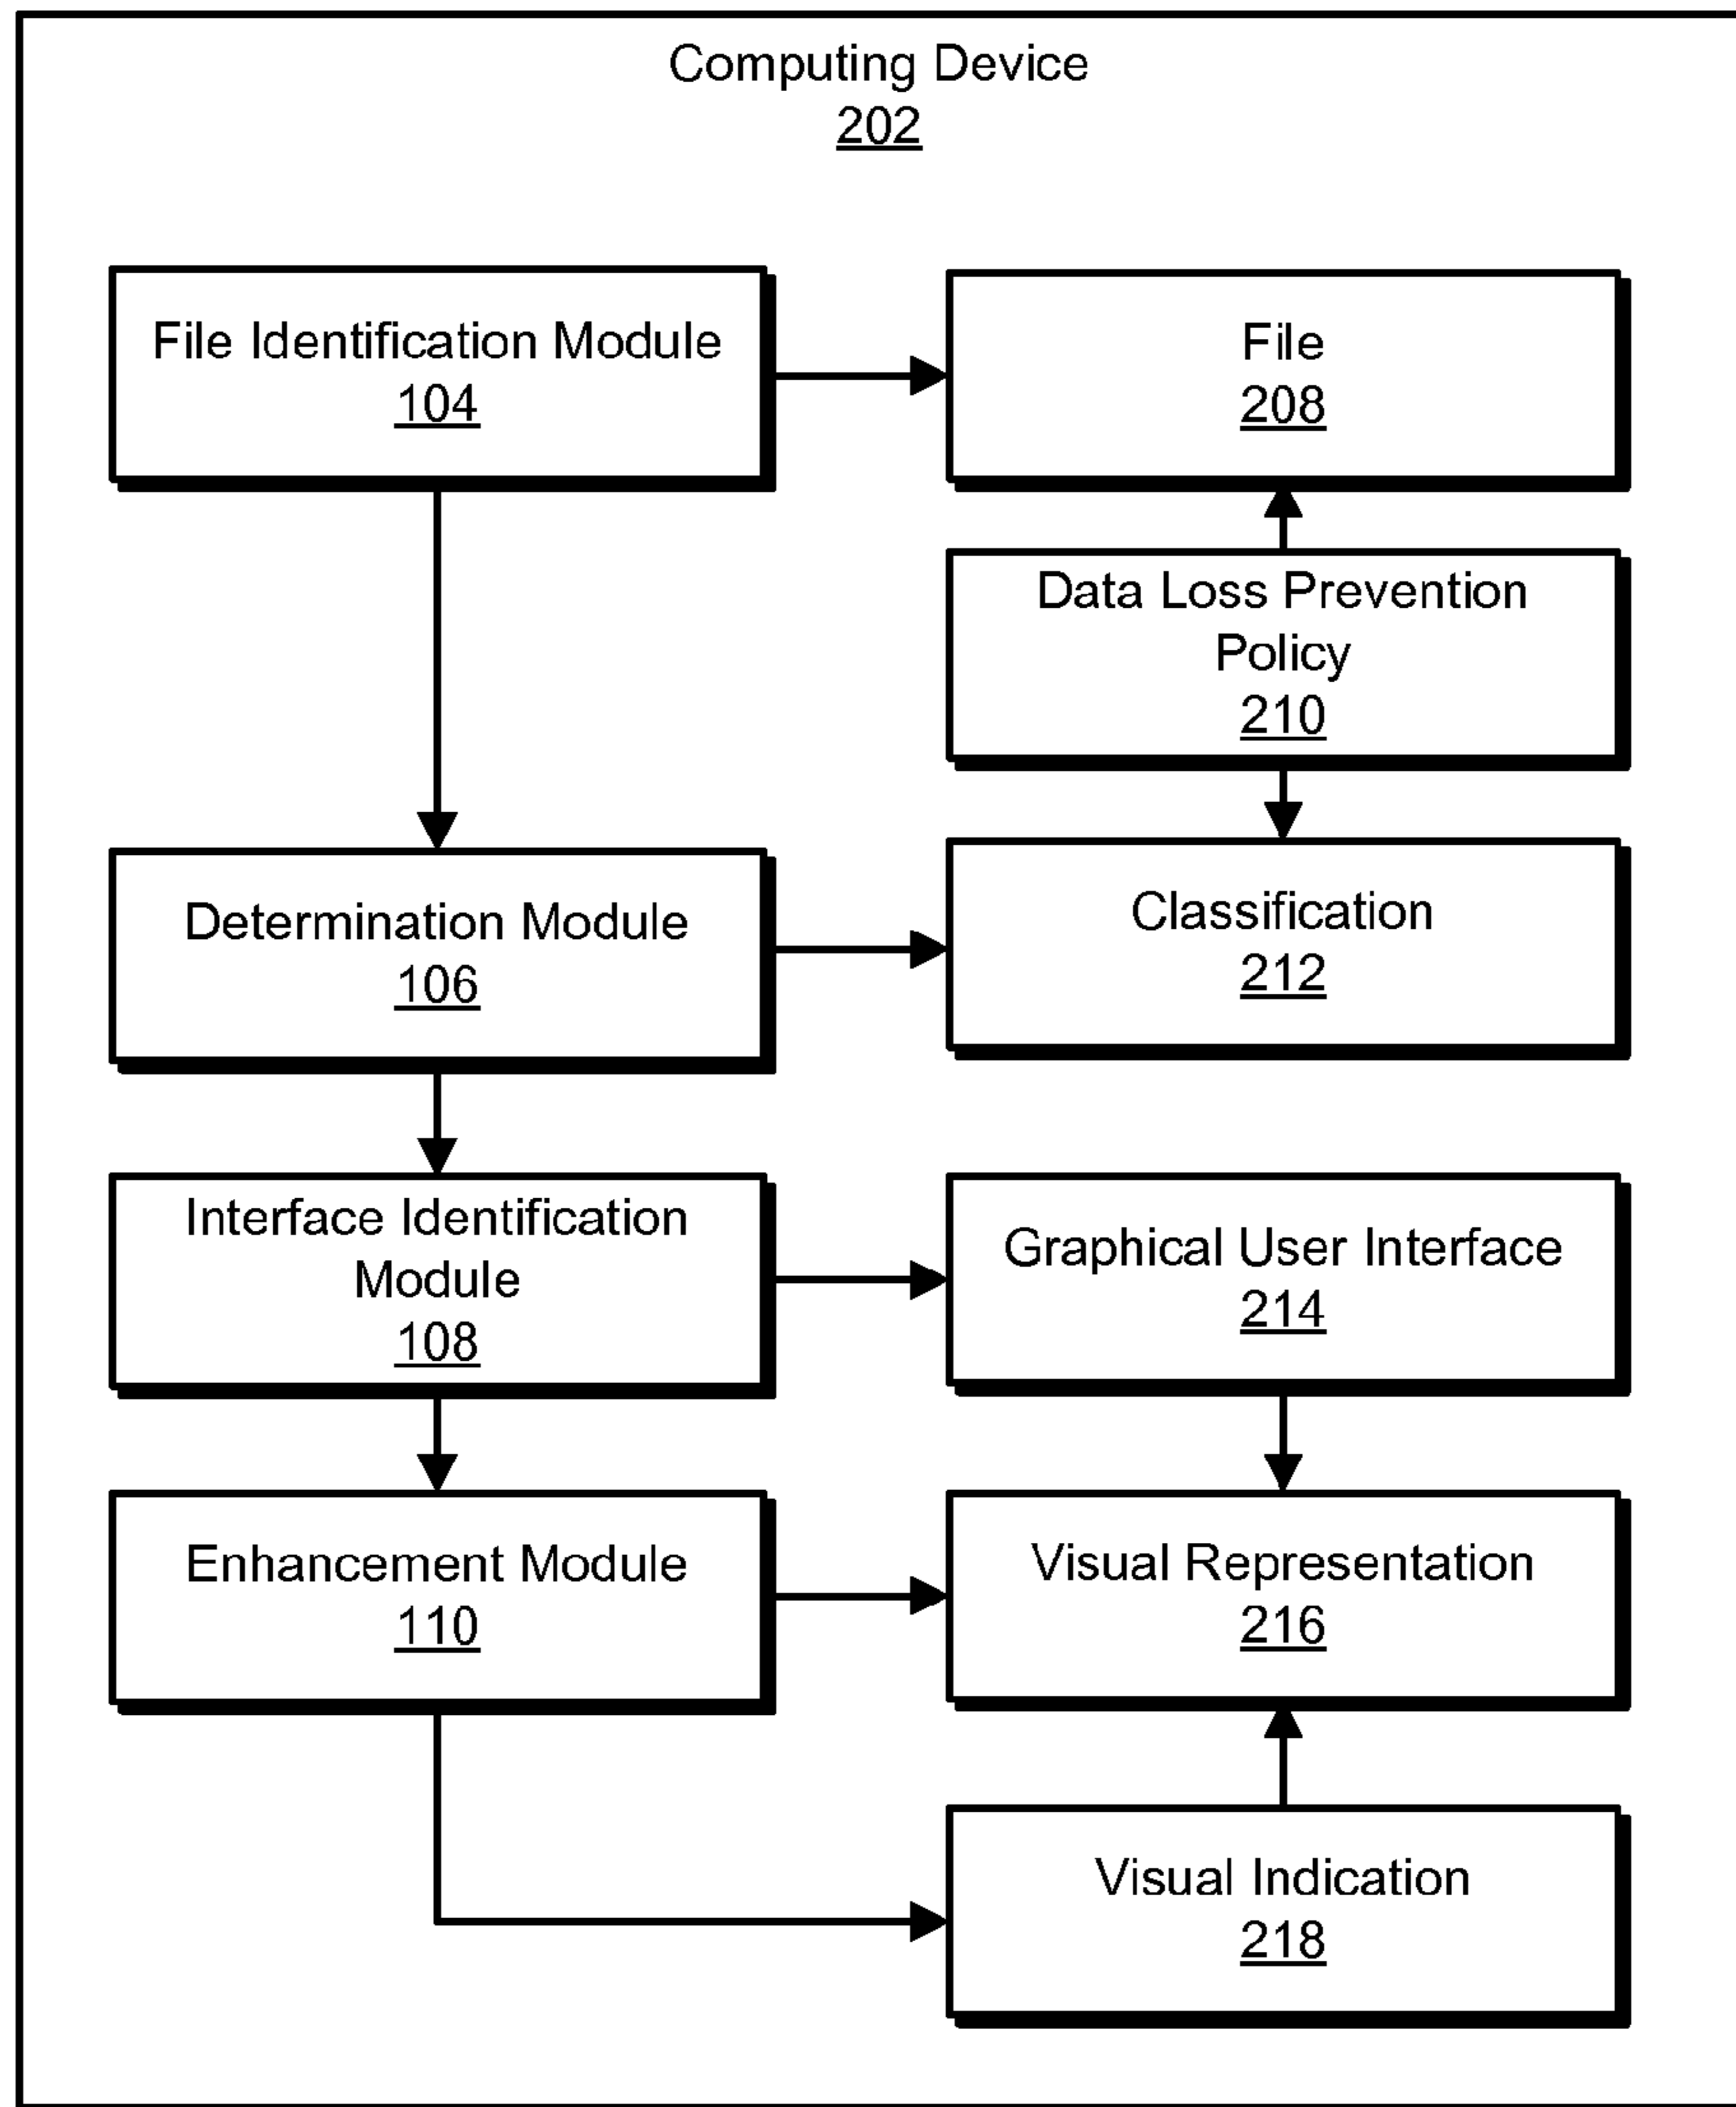 Computing Device
202
File Identification Module
104
File
208
Data Loss Prevention
Policy
210
Determination Module
106
Classification
212
Interface Identification
Module
108
Graphical User Interface
214
Enhancement Module
110
Visual Representation
216
Visual Indication
218